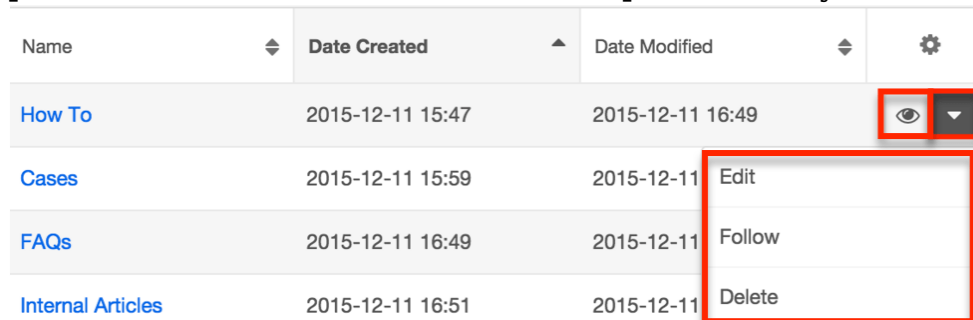 Name Date Created Date Modified
How To 2015-12-11 15:47 2015-12-11 16:49
Cases 2015-12-11 15:59 2015-12-11 Edit
FAQs 2015-12-11 16:49 2015-12-11 Follow
Internal Articles 2015-12-11 16:51 2015-12-11 Delete